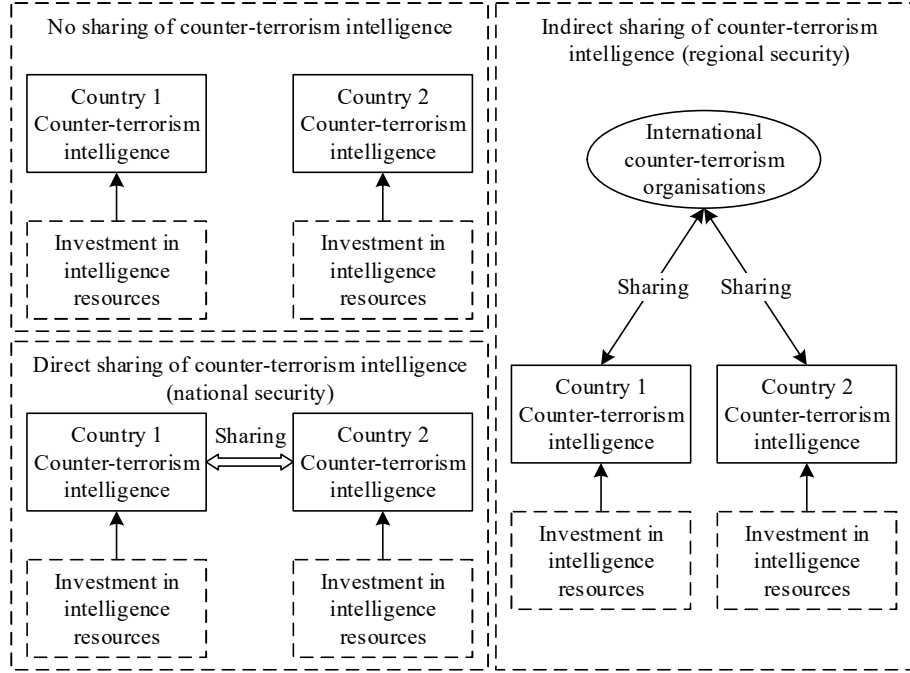 No sharing of counter-terrorism intelligence
Country 1
Counter-terrorism
intelligence
Country 2
Counter-terrorism
intelligence
Investment in
intelligence
resources
Investment in
intelligence
resources
Direct sharing of counter-terrorism intelligence
(national security)
Country 1
Counter-terrorism
intelligence
Sharing
Country 2
Counter-terrorism
intelligence
Investment in
intelligence
resources
Investment in
intelligence
resources
Indirect sharing of counter-terrorism
intelligence (regional security)
International
counter-terrorism
organisations
Sharing
Sharing
Country 1
Counter-terrorism
intelligence
Country 2
Counter-terrorism
intelligence
Investment in
intelligence
resources
Investment in
intelligence
resources